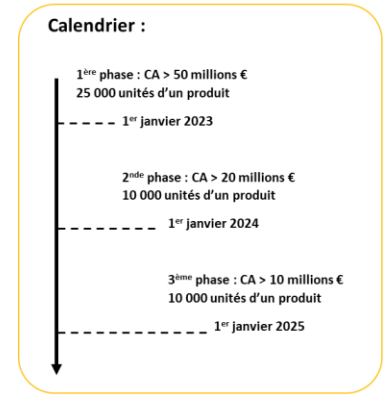 Calendrier :
1ère phase : CA > 50 millions €
25 000 unités d'un produit
1er janvier 2023
2nde phase : CA > 20 millions €
10 000 unités d'un produit
1er janvier 2024
3ème phase : CA > 10 millions €
10 000 unités d'un produit
1er janvier 2025